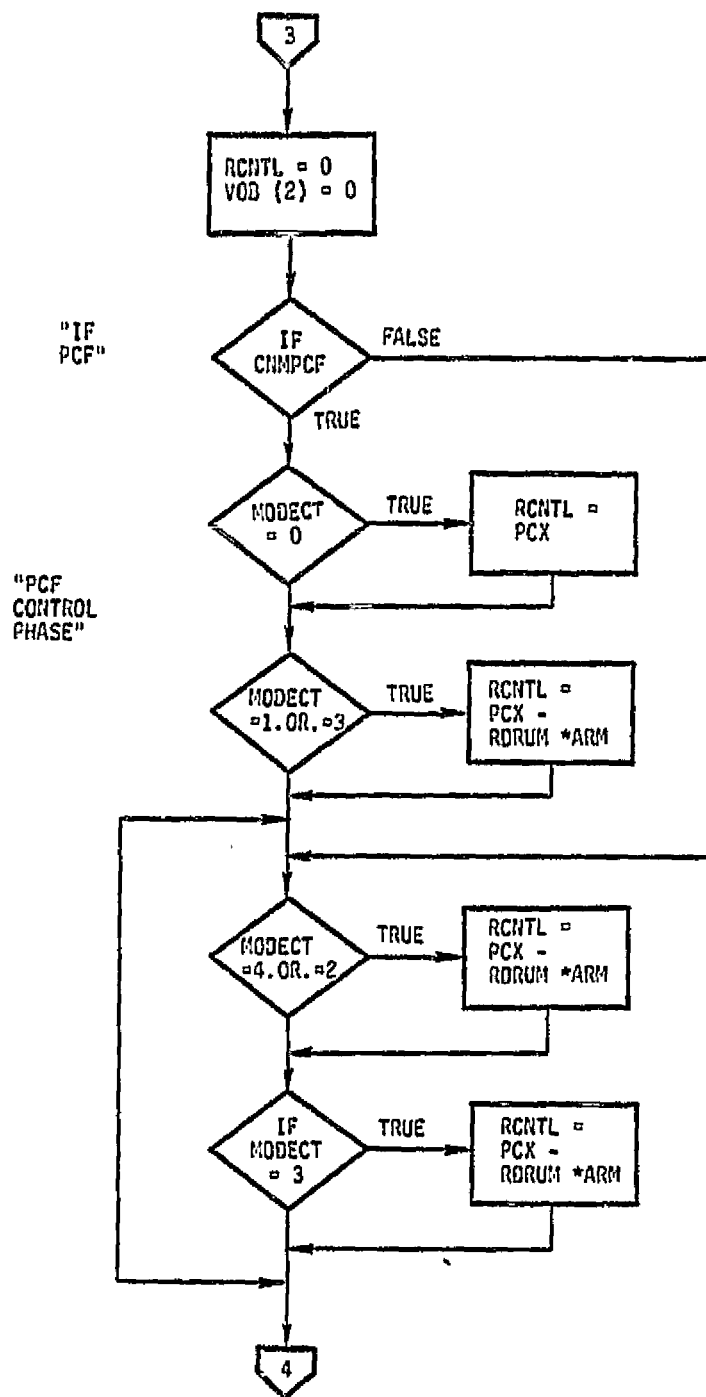 3
RCNTL = 0
VOB (2) = 0
"IF
PCF"
IF
CNMPCF
FALSE
TRUE
MODECT
= 0
TRUE
RCNTL =
PCX
"PCF
CONTROL
PHASE"
MODECT
=1.OR.=3
TRUE
RCNTL =
PCX -
RDRUM *ARM
MODECT
=4.OR.=2
TRUE
RCNTL =
PCX -
RDRUM *ARM
IF
MODECT
= 3
TRUE
RCNTL =
PCX -
RDRUM *ARM
4